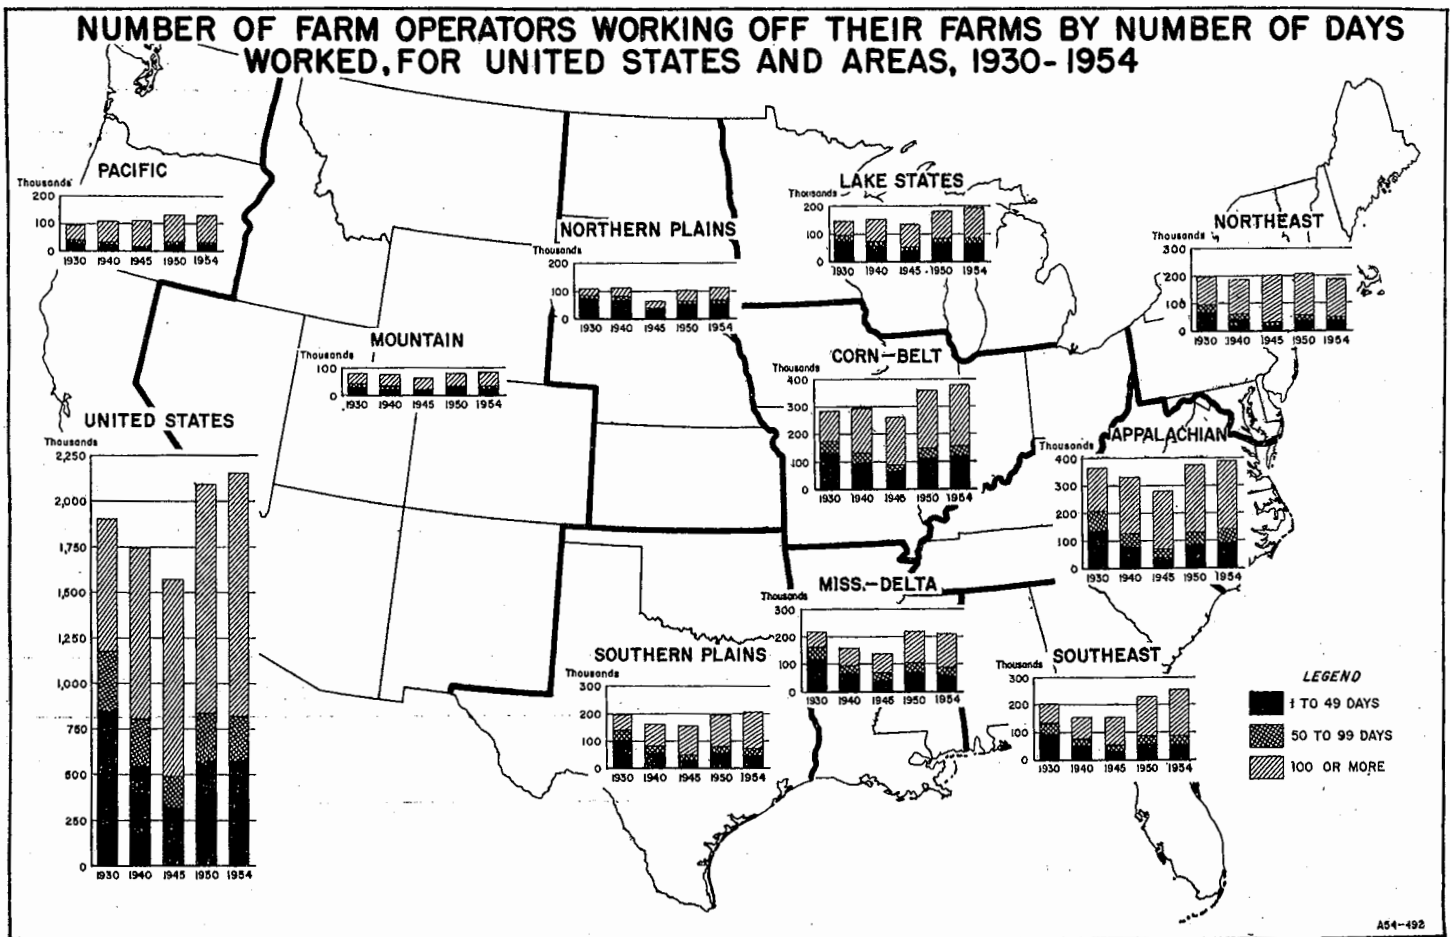 NUMBER OF FARM OPERATORS WORKING OFF THEIR FARMS BY NUMBER OF DAYS
WORKED, FOR UNITED STATES AND AREAS, 1930-1954
PACIFIC
Thousands
200
100
0
1930 1940 1945 1950 1954
LAKE STATES
Thousands
200
100
0
1930 1940 1945 1950 1954
NORTHERN PLAINS
Thousands
200
100
0
1930 1940 1945 1950 1954
NORTHEAST
Thousands
300
200
100
0
1930 1940 1945 1950 1954
MOUNTAIN
Thousands
100
0
1930 1940 1945 1950 1954
CORN-BELT
Thousands
400
300
200
100
0
1930 1940 1945 1950 1954
UNITED STATES
Thousands
2,250
2,000
1,750
1,500
1,250
1,000
750
500
250
0
1930 1940 1945 1950 1954
APPALACHIAN
Thousands
400
300
200
100
0
1930 1940 1945 1950 1954
MISS.-DELTA
Thousands
300
200
100
0
1930 1940 1945 1950 1954
SOUTHERN PLAINS
Thousands
300
200
100
0
1930 1940 1945 1950 1954
SOUTHEAST
Thousands
300
200
100
0
1930 1940 1945 1950 1954
LEGEND
1 TO 49 DAYS
50 TO 99 DAYS
100 OR MORE
A54-492